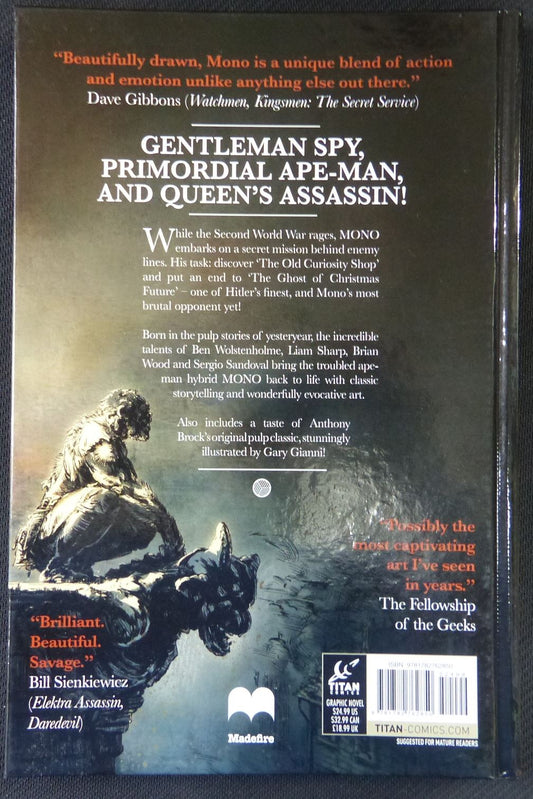 “Beautifully drawn, Mono is a unique blend of action
and emotion unlike anything else out there.”
Dave Gibbons (Watchmen, Kingsmen: The Secret Service)
GENTLEMAN SPY,
PRIMORDIAL APE-MAN,
AND QUEEN’S ASSASSIN!
While the Second World War rages, MONO
embarks on a secret mission behind enemy
lines. His task: discover ‘The Old Curiosity Shop’
and put an end to ‘The Ghost of Christmas
Future’ – one of Hitler’s finest, and Mono’s most
brutal opponent yet!
Born in the pulp stories of yesteryear, the incredible
talents of Ben Wolstenholme, Liam Sharp, Brian
Wood and Sergio Sandoval bring the troubled ape-
man hybrid MONO back to life with classic
storytelling and wonderfully evocative art.
Also includes a taste of Anthony
Brock’s original pulp classic, stunningly
illustrated by Gary Gianni!
“Possibly the
most captivating
art I’ve seen
in years.”
The Fellowship
of the Geeks
“Brilliant.
Beautiful.
Savage.”
Bill Sienkiewicz
(Elektra Assassin,
Daredevil)
Madefire
TITAN
COMICS
GRAPHIC NOVEL
$24.99 US
$32.99 CAN
£18.99 UK
ISBN
TITAN-COMICS.COM
SUGGESTED FOR MATURE READERS